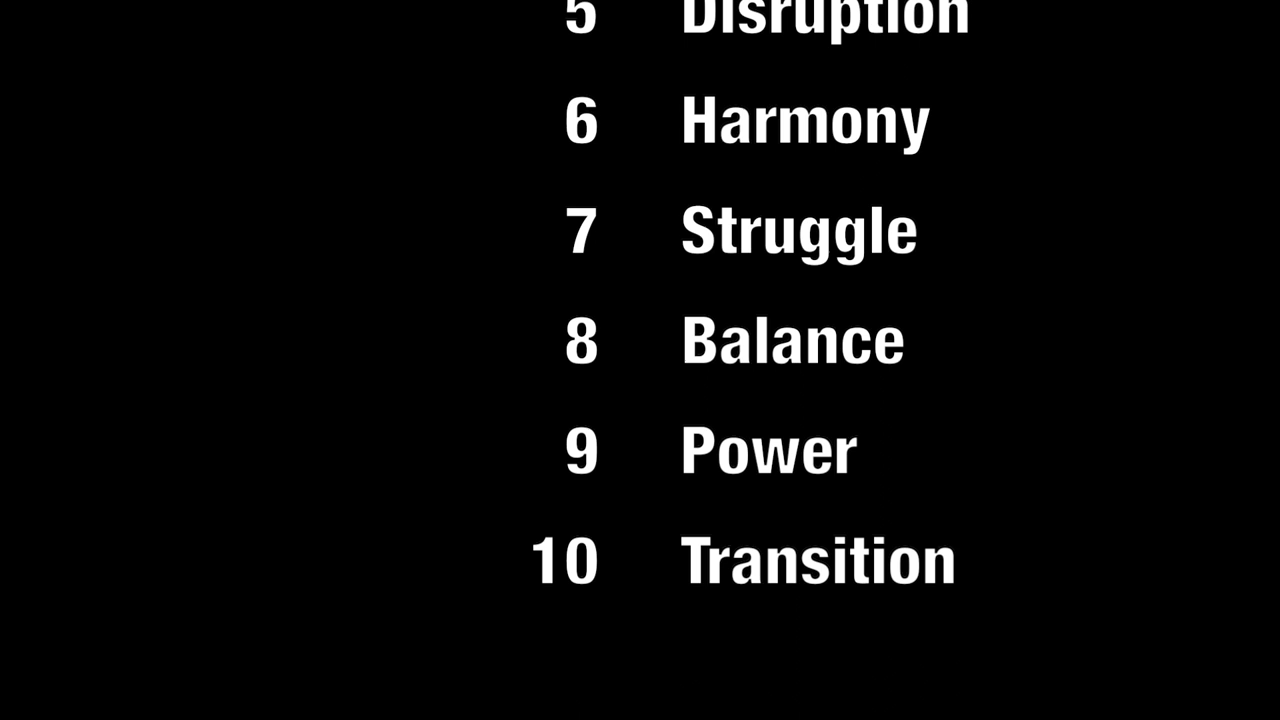 5 Disruption
6 Harmony
7 Struggle
8 Balance
9 Power
10 Transition